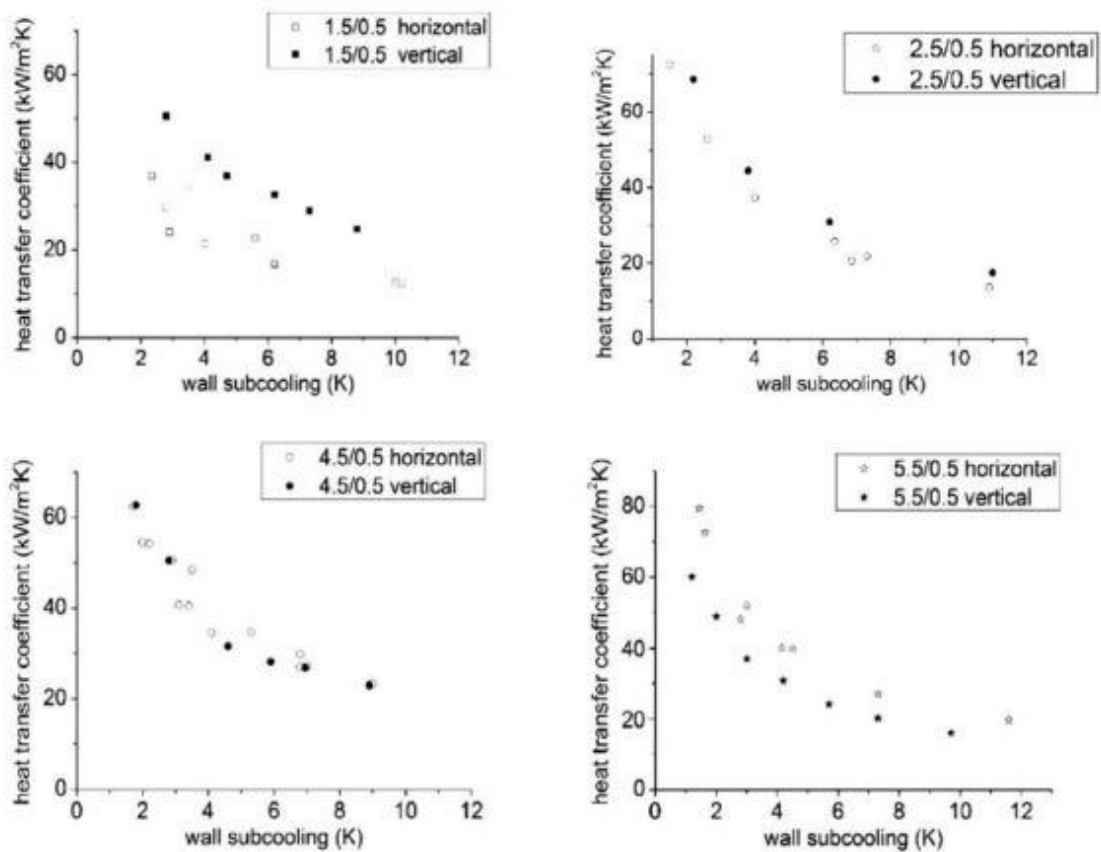 1.5/0.5 horizontal
1.5/0.5 vertical
heat transfer coefficient (kW/m²K)
60
40
20
0
0 2 4 6 8 10 12
wall subcooling (K)
2.5/0.5 horizontal
2.5/0.5 vertical
heat transfer coefficient (kW/m²K)
60
40
20
0
2 4 6 8 10 12
wall subcooling (K)
4.5/0.5 horizontal
4.5/0.5 vertical
heat transfer coefficient (kW/m²K)
60
40
20
0
0 2 4 6 8 10 12
wall subcooling (K)
5.5/0.5 horizontal
5.5/0.5 vertical
heat transfer coefficient (kW/m²K)
80
60
40
20
0
0 2 4 6 8 10 12
wall subcooling (K)